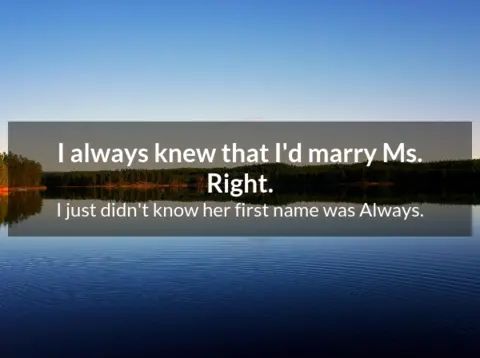 I always knew that I'd marry Ms.
Right.
I just didn't know her first name was Always.